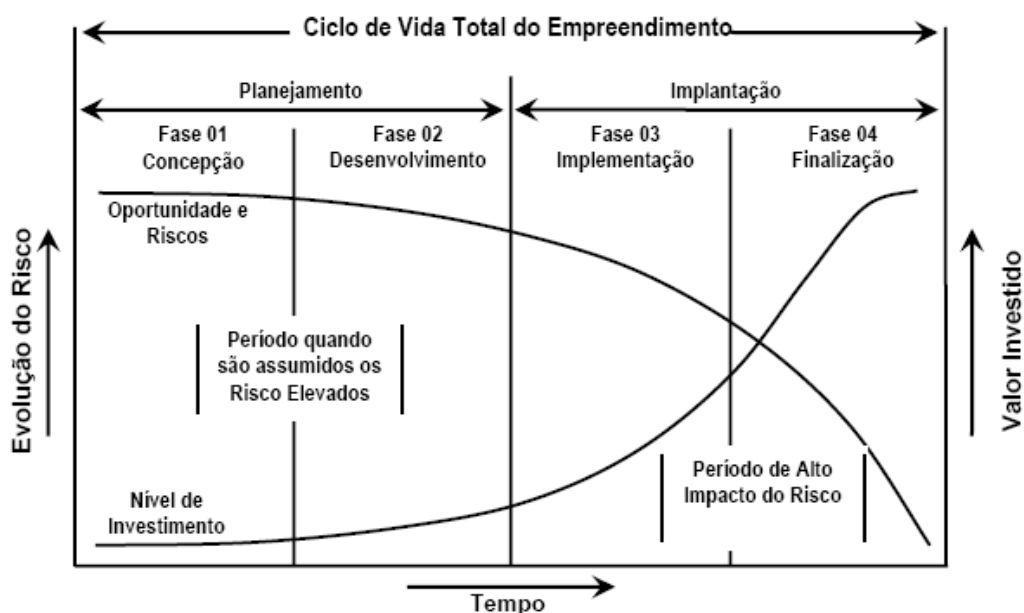 Ciclo de Vida Total do Empreendimento
Planejamento
Implantação
Fase 01
Concepção
Fase 02
Desenvolvimento
Fase 03
Implementação
Fase 04
Finalização
Oportunidade e
Riscos
Evolução do Risco
Valor Investido
Período quando
são assumidos os
Risco Elevados
Período de Alto
Impacto do Risco
Nível de
Investimento
Tempo